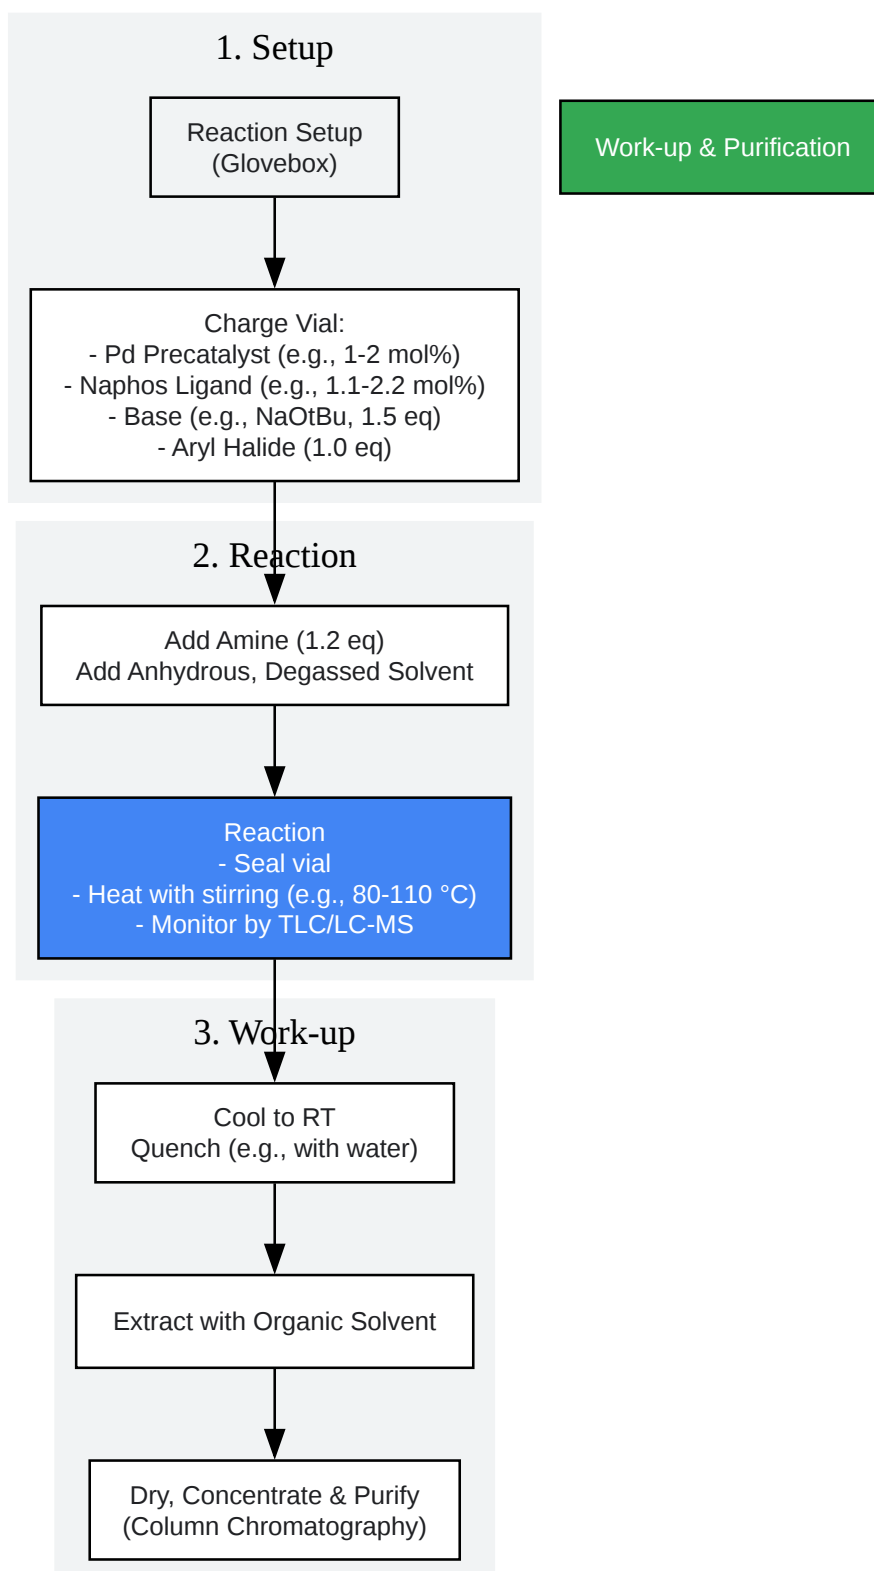 1. Setup
Reaction Setup
(Glovebox)
Work-up & Purification
Charge Vial:
- Pd Precatalyst (e.g., 1-2 mol%)
- Naphos Ligand (e.g., 1.1-2.2 mol%)
- Base (e.g., NaOtBu, 1.5 eq)
- Aryl Halide (1.0 eq)
2. Reaction
Add Amine (1.2 eq)
Add Anhydrous, Degassed Solvent
Reaction
- Seal vial
- Heat with stirring (e.g., 80-110 °C)
- Monitor by TLC/LC-MS
3. Work-up
Cool to RT
Quench (e.g., with water)
Extract with Organic Solvent
Dry, Concentrate & Purify
(Column Chromatography)